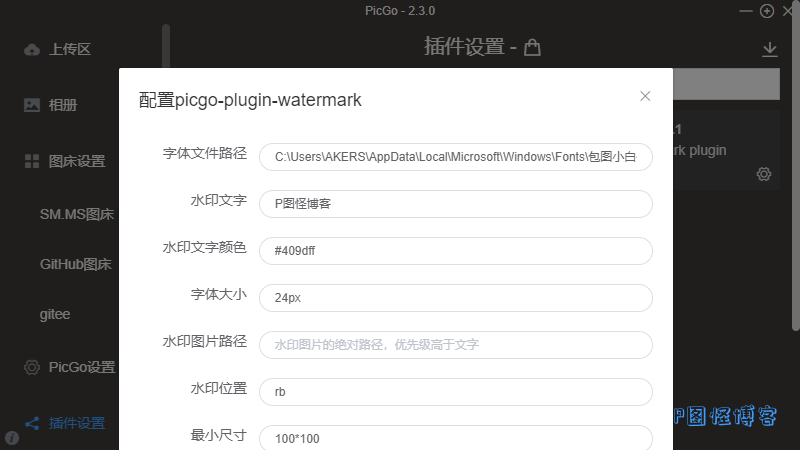 PicGo - 2.3.0
上传区
插件设置 -
相册
配置picgo-plugin-watermark
字体文件路径
C:\Users\AKERS\AppData\Local\Microsoft\Windows\Fonts\包图小白
.1
rk plugin
图床设置
水印文字
P图怪博客
SM.MS图床
水印文字颜色
#409dff
GitHub图床
字体大小
24px
gitee
水印图片路径
水印图片的绝对路径，优先级高于文字
PicGo设置
水印位置
rb
插件设置
P图怪博客
最小尺寸
100*100